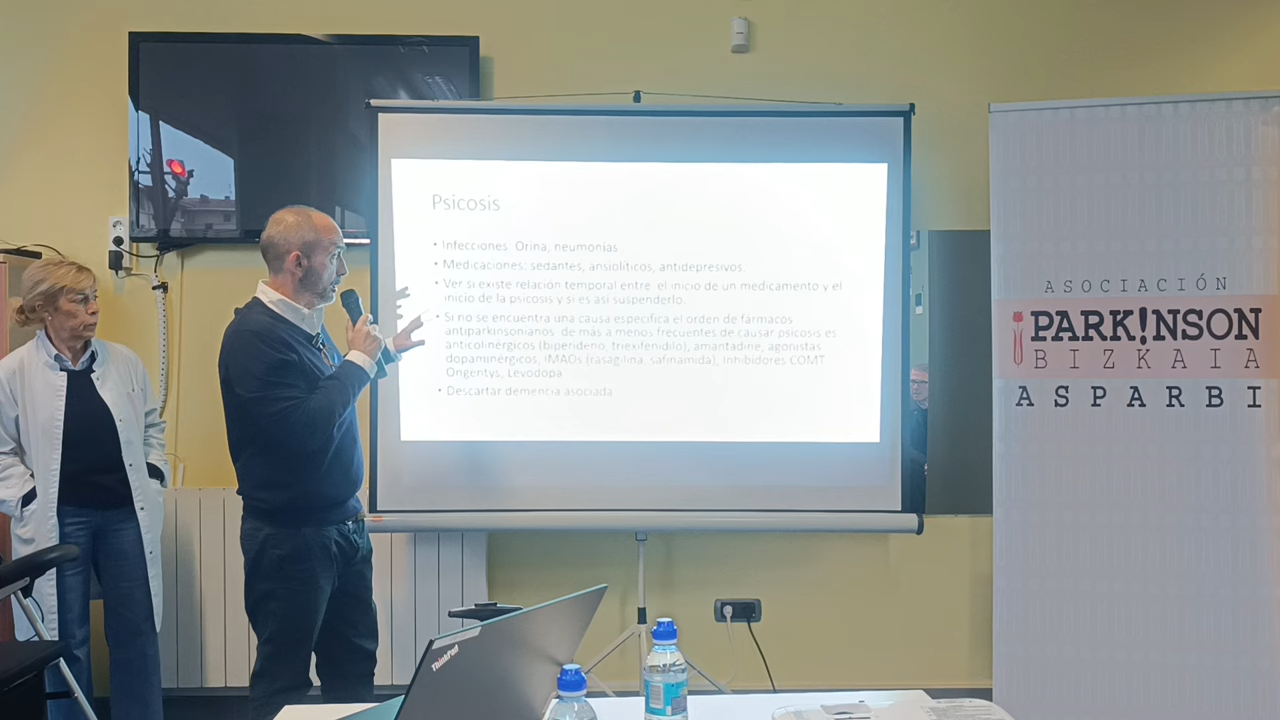 Psicosis
• Infecciones: Orina, neumonías.
• Medicaciones: sedantes, ansiolíticos, antidepresivos.
• Ver si existe relación temporal entre el inicio de un medicamento y el
inicio de la psicosis y si es así suspenderlo.
• Si no se encuentra una causa especifica el orden de fármacos
antiparkinsonianos de más a menos frecuentes de causar psicosis es
anticolinérgicos (biperideno, triexifenidilo), amantadine, agonistas
dopaminérgicos, IMAOs (rasagilina, safinamida), Inhibidores COMT
Ongentys, Levodopa
• Descartar demencia asociada
ASOCIACIÓN
PARK!NSON
BIZKAIA
ASPARBI
ThinkPad